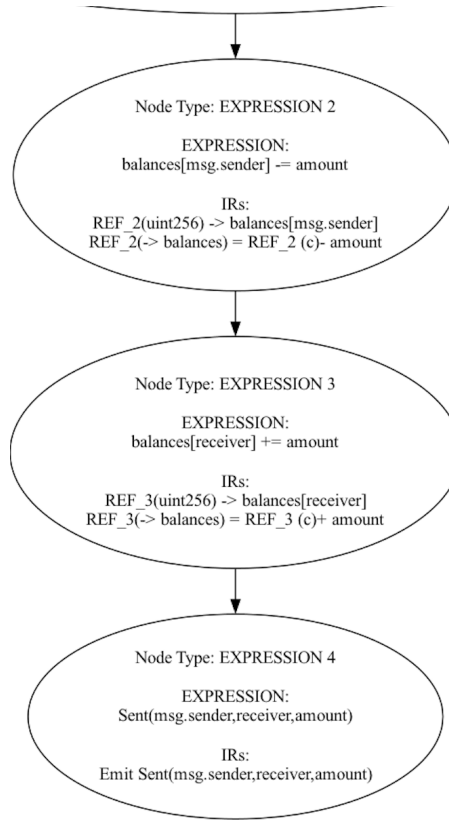 Node Type: EXPRESSION 2
EXPRESSION:
balances[msg.sender] -= amount
IRs:
REF_2(uint256) -> balances[msg.sender]
REF_2(-> balances) = REF_2 (c)- amount
Node Type: EXPRESSION 3
EXPRESSION:
balances[receiver] += amount
IRs:
REF_3(uint256) -> balances[receiver]
REF_3(-> balances) = REF_3 (c)+ amount
Node Type: EXPRESSION 4
EXPRESSION:
Sent(msg.sender,receiver,amount)
IRs:
Emit Sent(msg.sender,receiver,amount)